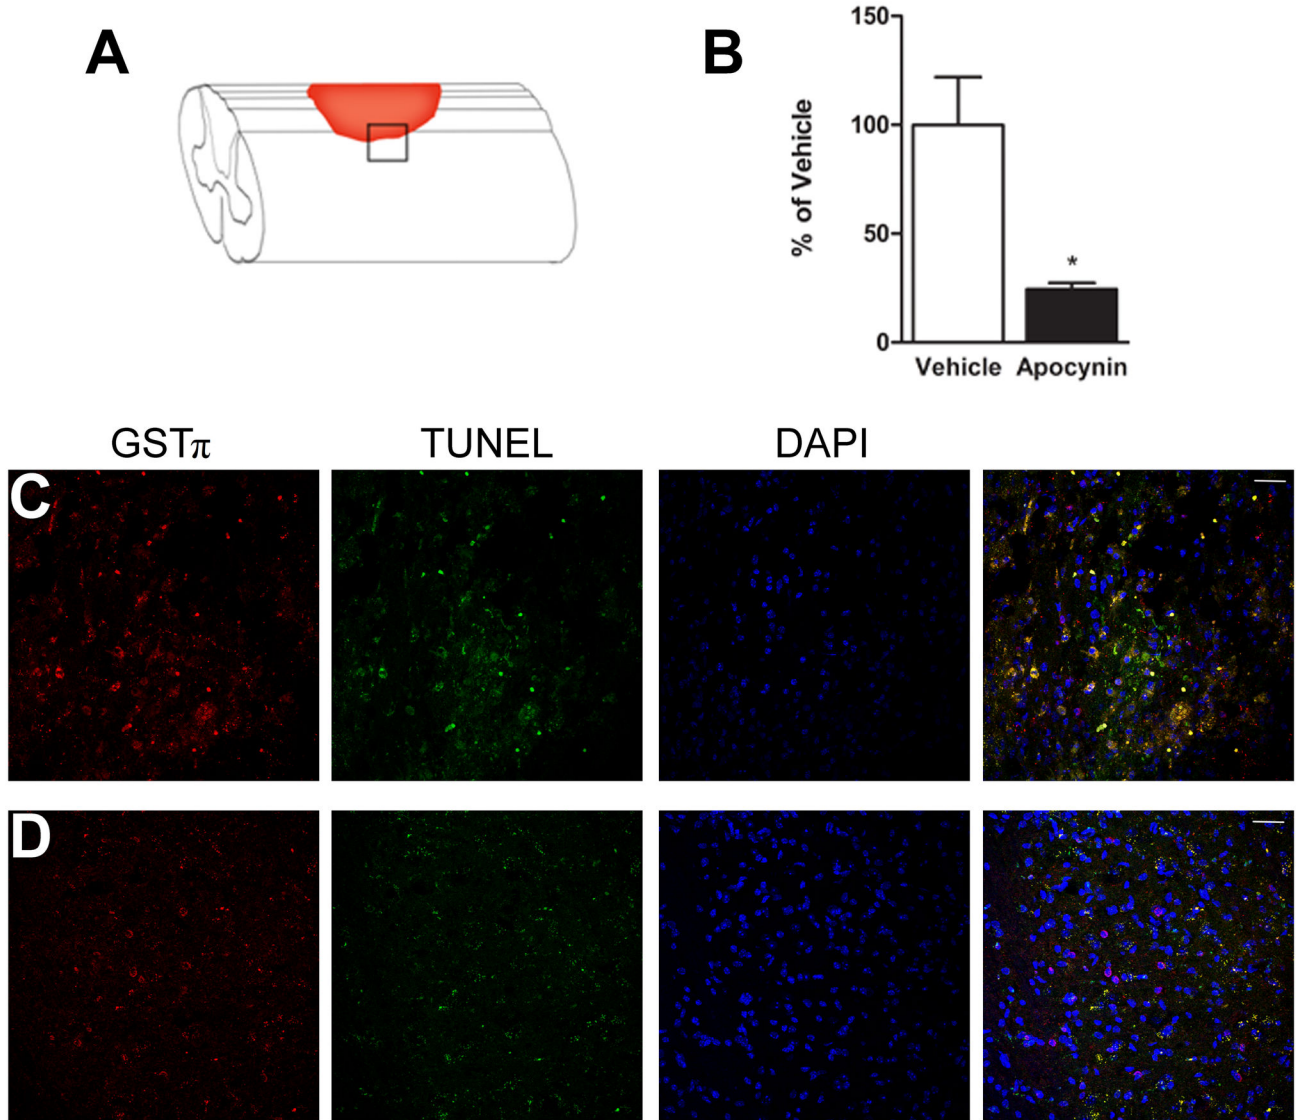 A
B
% of Vehicle
150
100
50
0
*
Vehicle Apocynin
GSTπ TUNEL DAPI
C
D